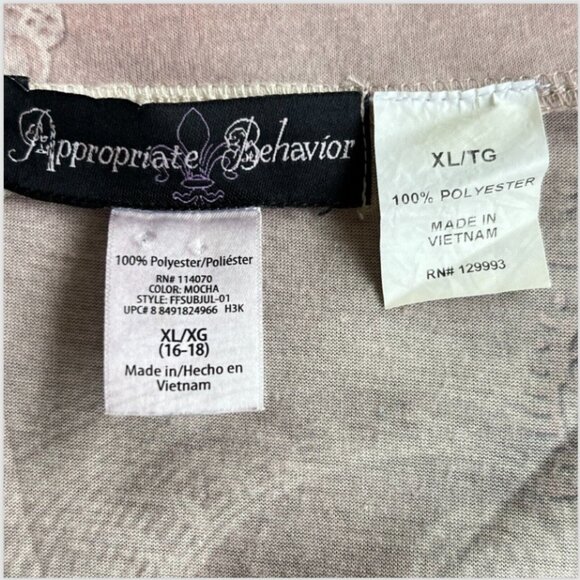 Appropriate Behavior
100% Polyester/Poliéster
RN# 114070
COLOR: MOCHA
STYLE: FFSUBJUL-01
UPC# 8 8491824966 H3K
XL/XG
(16-18)
Made in/Hecho en
Vietnam
XL/TG
100% POLYESTER
MADE IN
VIETNAM
RN# 129993